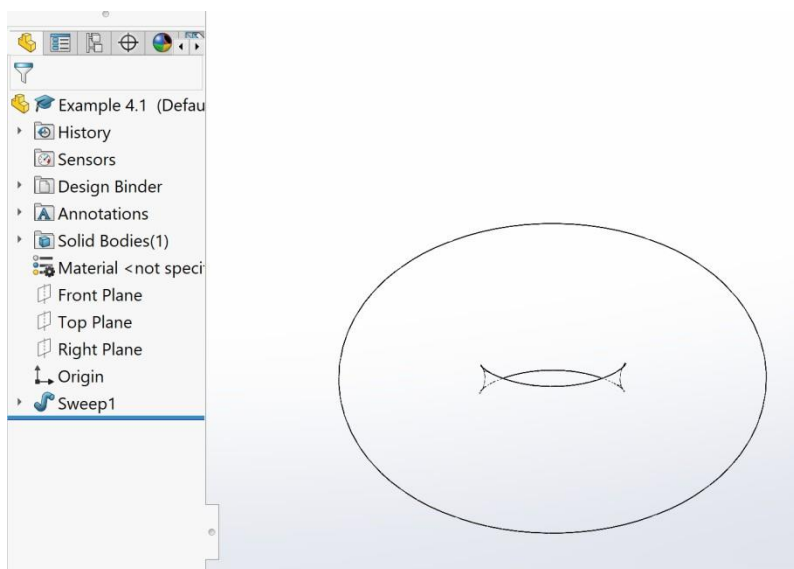 Example 4.1 (Defau
History
Sensors
Design Binder
Annotations
Solid Bodies(1)
Material <not speci
Front Plane
Top Plane
Right Plane
Origin
Sweep1